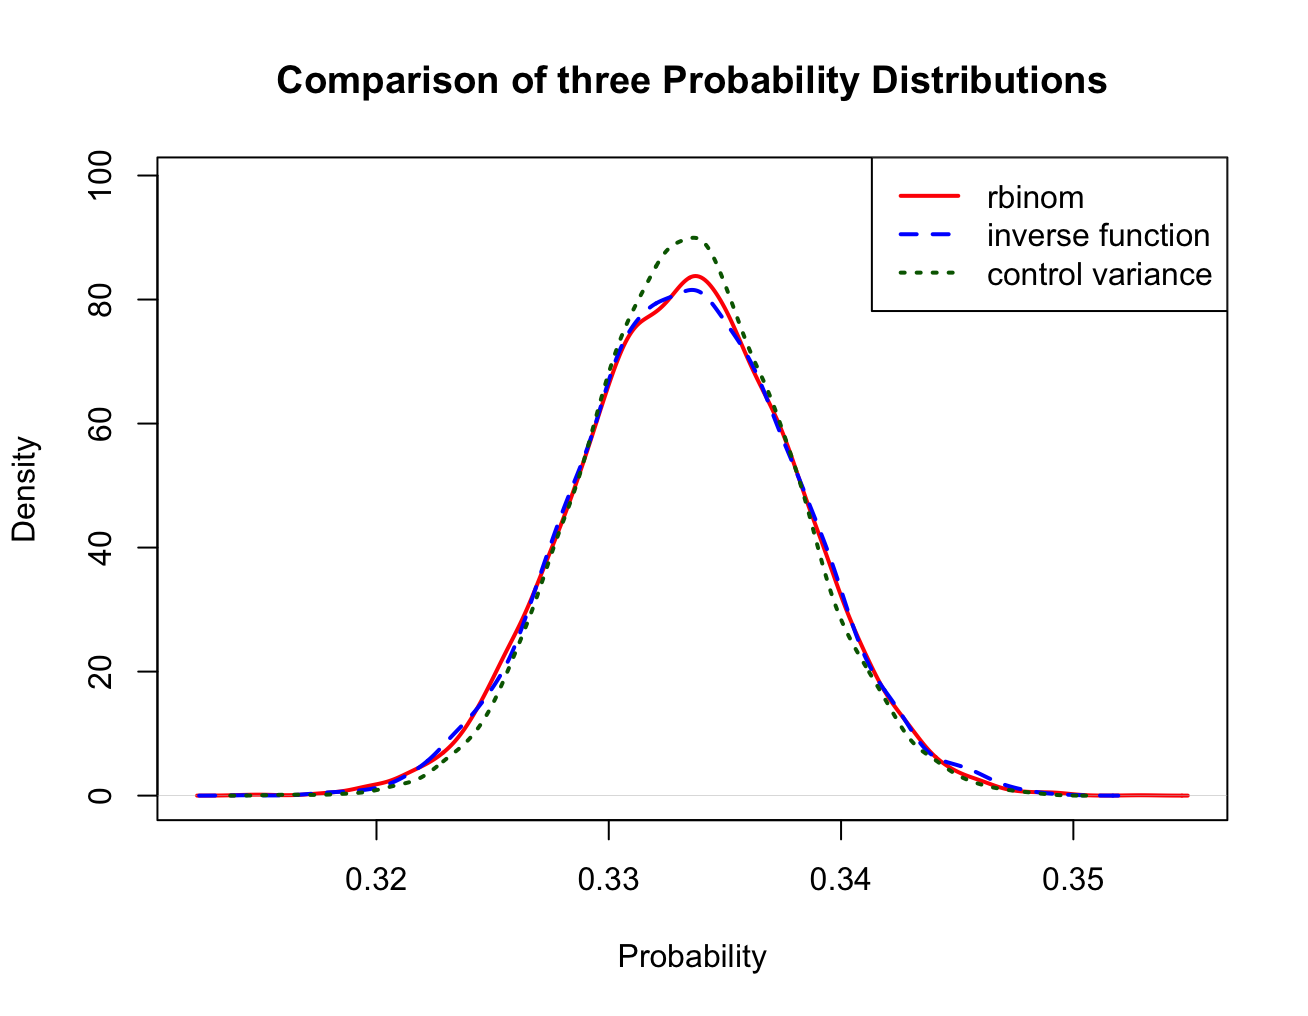 Comparison of three Probability Distributions
rbinom
inverse function
control variance
Density
100
80
60
40
20
0
0.32
0.33
0.34
0.35
Probability